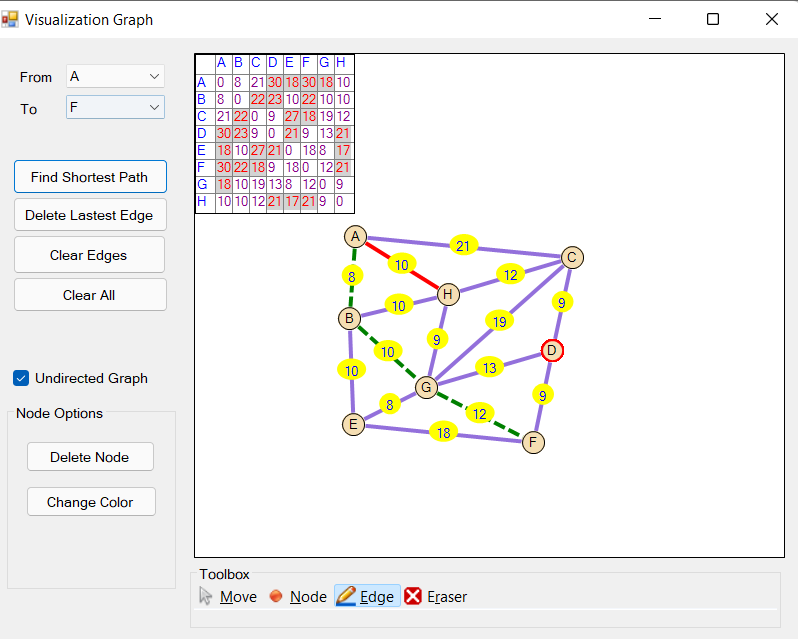 Visualization Graph
From A
To F
Find Shortest Path
Delete Lastest Edge
Clear Edges
Clear All
Undirected Graph
Node Options
Delete Node
Change Color
A B C D E F G H
A 0 8 21 30 18 30 18 10
B 8 0 22 23 10 22 10 10
C 21 22 0 9 27 18 19 12
D 30 23 9 0 21 9 13 21
E 18 10 27 21 0 18 8 17
F 30 22 18 9 18 0 12 21
G 18 10 19 13 8 12 0 9
H 10 10 12 21 17 21 9 0
A
21
C
10
8
12
H
10
9
B
19
9
10
D
13
10
G
9
8
12
E
18
F
Toolbox
Move Node Edge Eraser